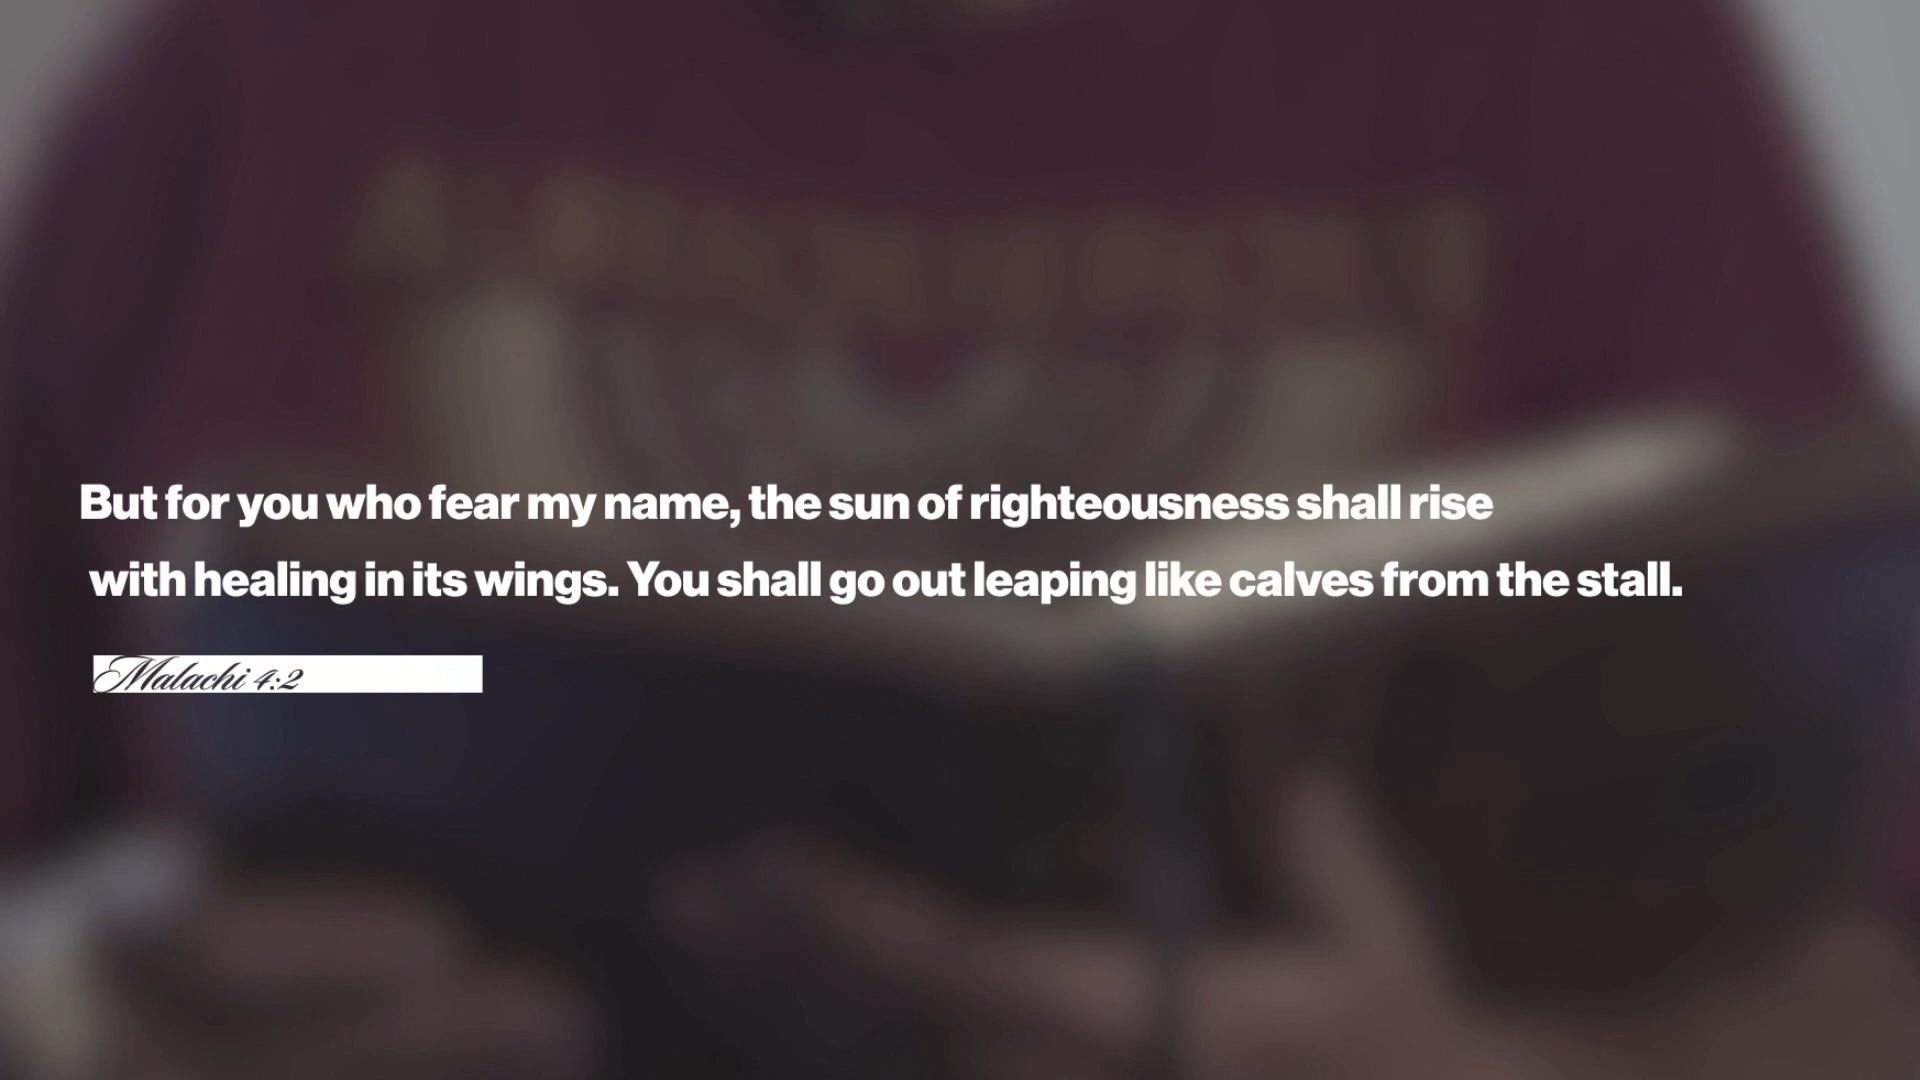 But for you who fear my name, the sun of righteousness shall rise
with healing in its wings. You shall go out leaping like calves from the stall.
Malachi 4:2